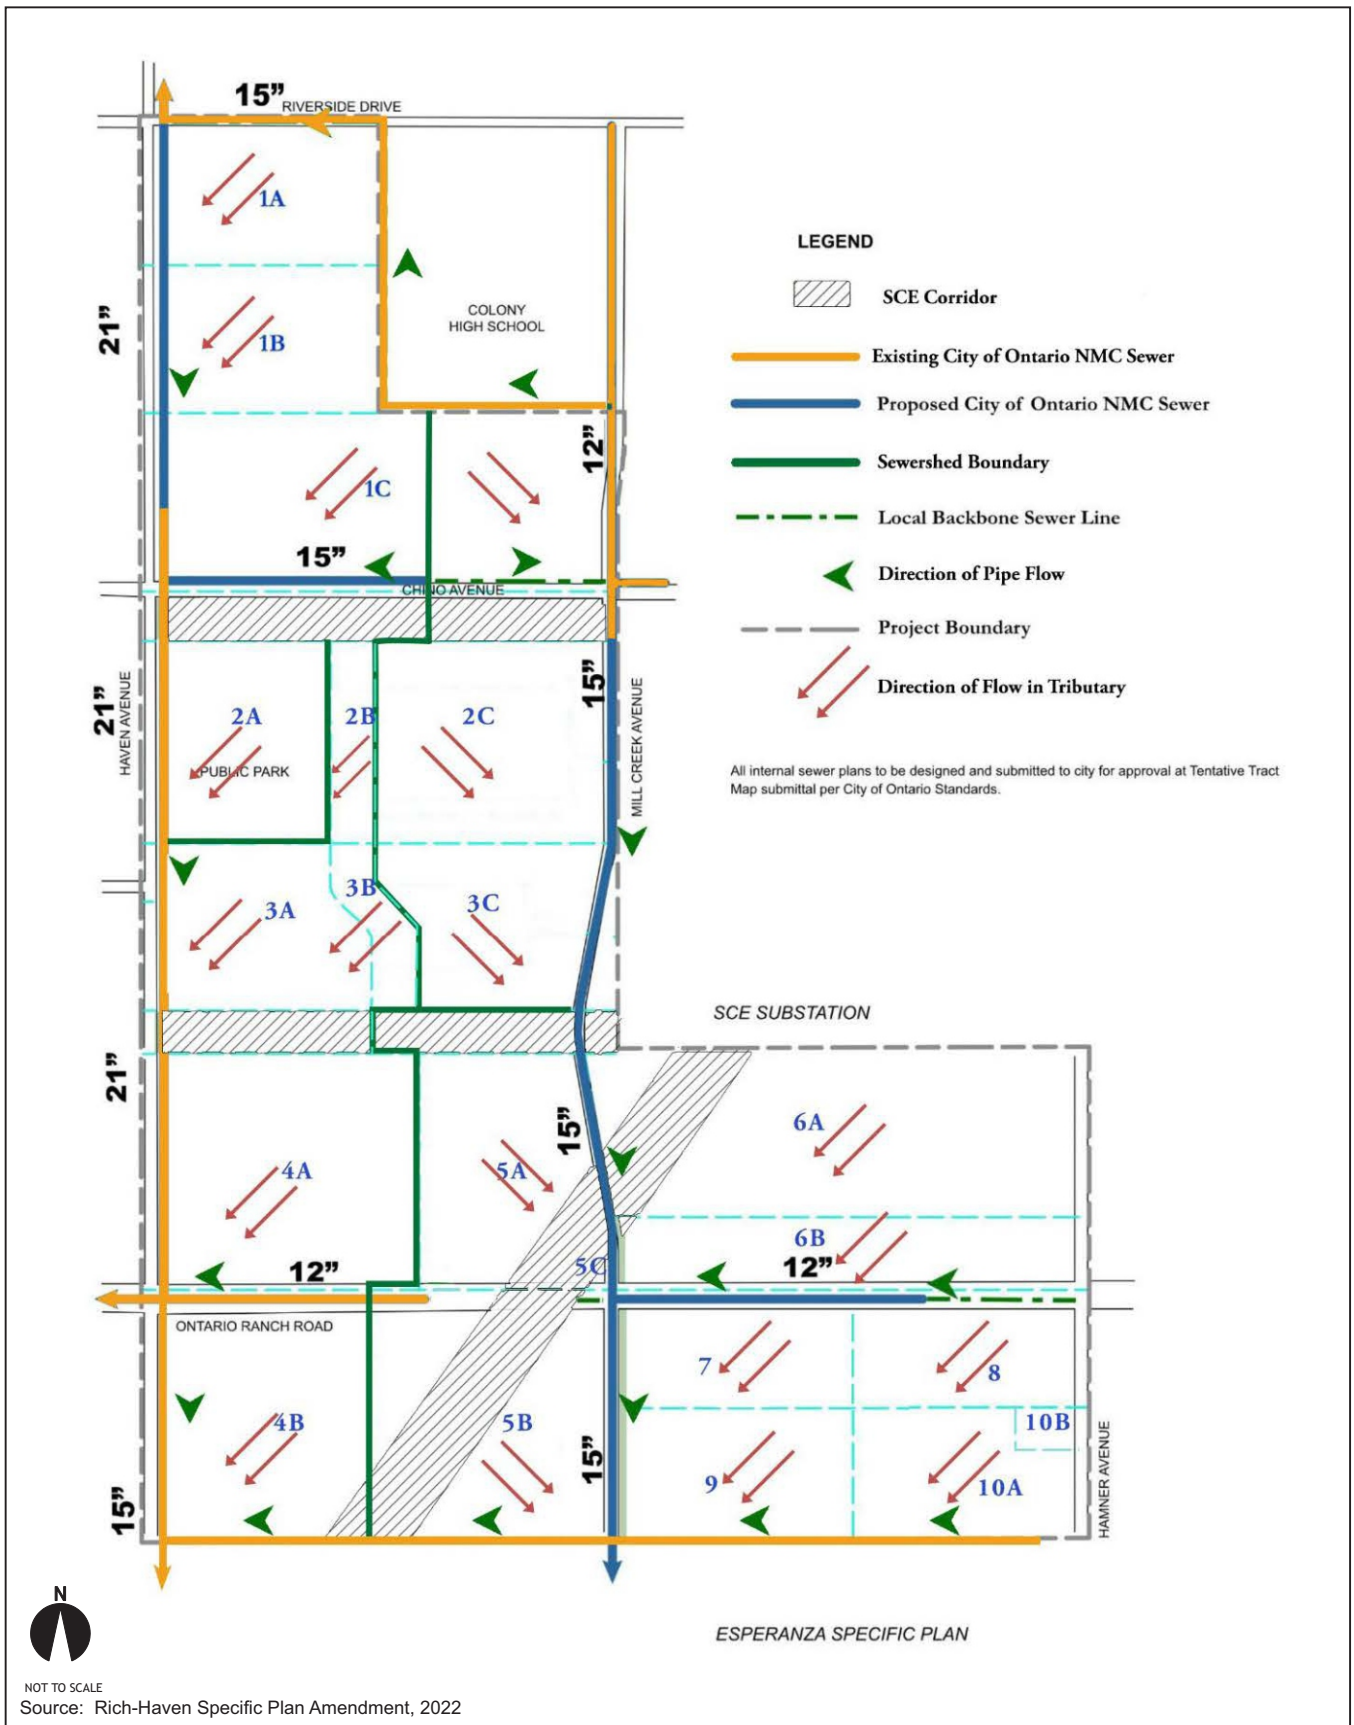 15”
RIVERSIDE DRIVE
1A
21”
1B
COLONY
HIGH SCHOOL
12”
1C
15”
CHINO AVENUE
LEGEND
SCE Corridor
Existing City of Ontario NMC Sewer
Proposed City of Ontario NMC Sewer
Sewershed Boundary
Local Backbone Sewer Line
Direction of Pipe Flow
Project Boundary
Direction of Flow in Tributary
All internal sewer plans to be designed and submitted to city for approval at Tentative Tract
Map submittal per City of Ontario Standards.
21”
HAVEN AVENUE
2A
PUBLIC PARK
2B
2C
15”
MILL CREEK AVENUE
3A
3B
3C
SCE SUBSTATION
21”
4A
5A
15”
6A
6B
12”
5C
12”
ONTARIO RANCH ROAD
7
8
4B
5B
15”
9
10B
10A
HAMNER AVENUE
15”
N
NOT TO SCALE
ESPERANZA SPECIFIC PLAN
Source: Rich-Haven Specific Plan Amendment, 2022